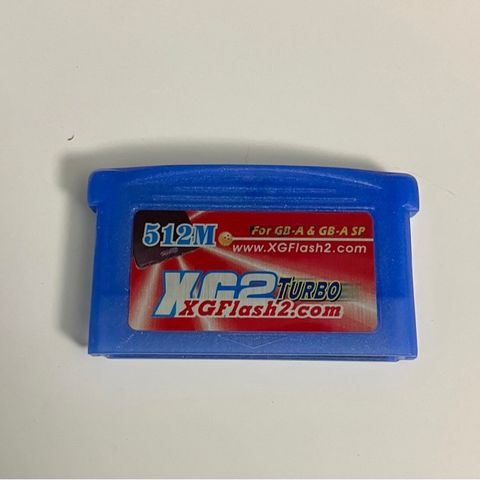 512M
For GB-A & GB-A SP
www.XGFlash2.com
XG2 TURBO
XGFlash2.com